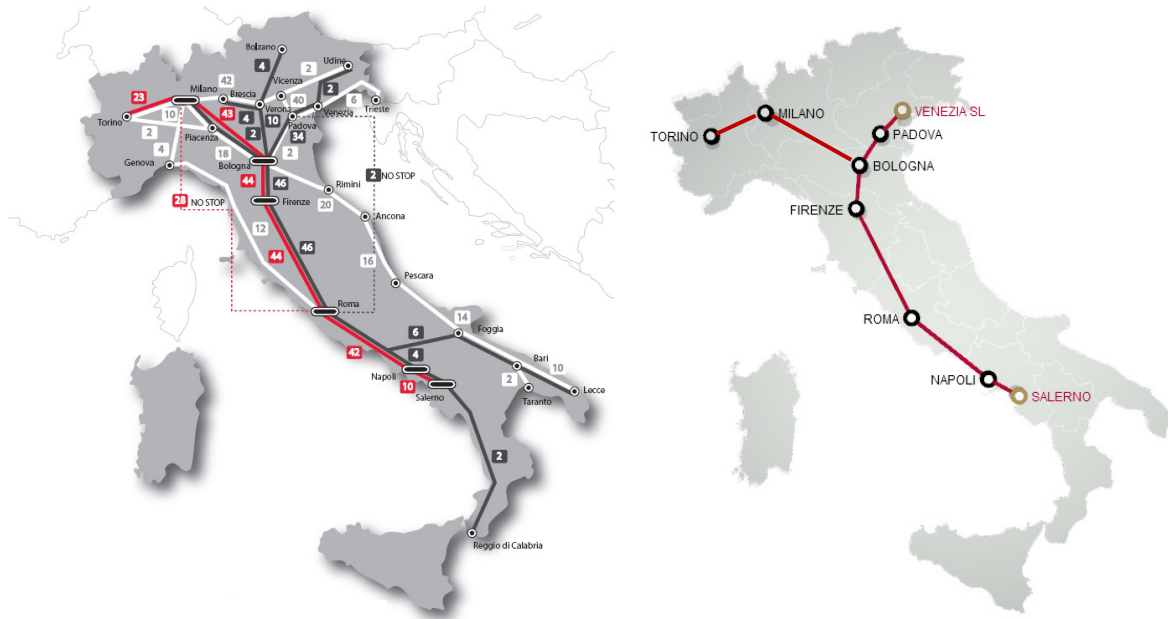 Bolzano
Udine
4
2
42
Vicenza
2
Milano
Brescia
23
40
6
Verona
Venezia
Trieste
10
43
4
10
Padova
Torino
2
2
34
Piacenza
4
18
2
Genova
Bologna
2
NO STOP
44
46
Rimini
28
NO STOP
Firenze
20
Ancona
12
46
44
16
Pescara
Roma
14
6
Foggia
42
4
Bari
10
Napoli
10
2
Lecce
Salerno
Taranto
2
Reggio di Calabria
MILANO
VENEZIA SL
TORINO
PADOVA
BOLOGNA
FIRENZE
ROMA
NAPOLI
SALERNO